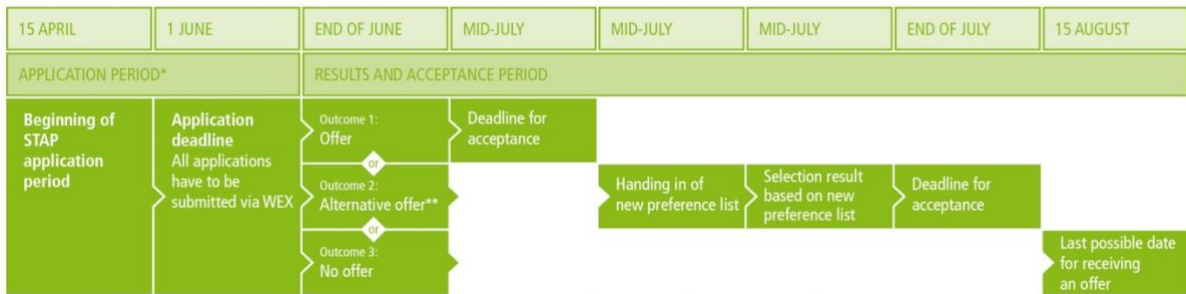 15 APRIL
1 JUNE
END OF JUNE
MID-JULY
MID-JULY
MID-JULY
END OF JULY
15 AUGUST
APPLICATION PERIOD*
RESULTS AND ACCEPTANCE PERIOD
Beginning of
STAP
application
period
Application
deadline
All applications
have to be
submitted via WEX
Outcome 1:
Offer
or
Outcome 2:
Alternative offer**
or
Outcome 3:
No offer
Deadline for
acceptance
Handing in of
new preference list
Selection result
based on new
preference list
Deadline for
acceptance
Last possible date
for receiving
an offer